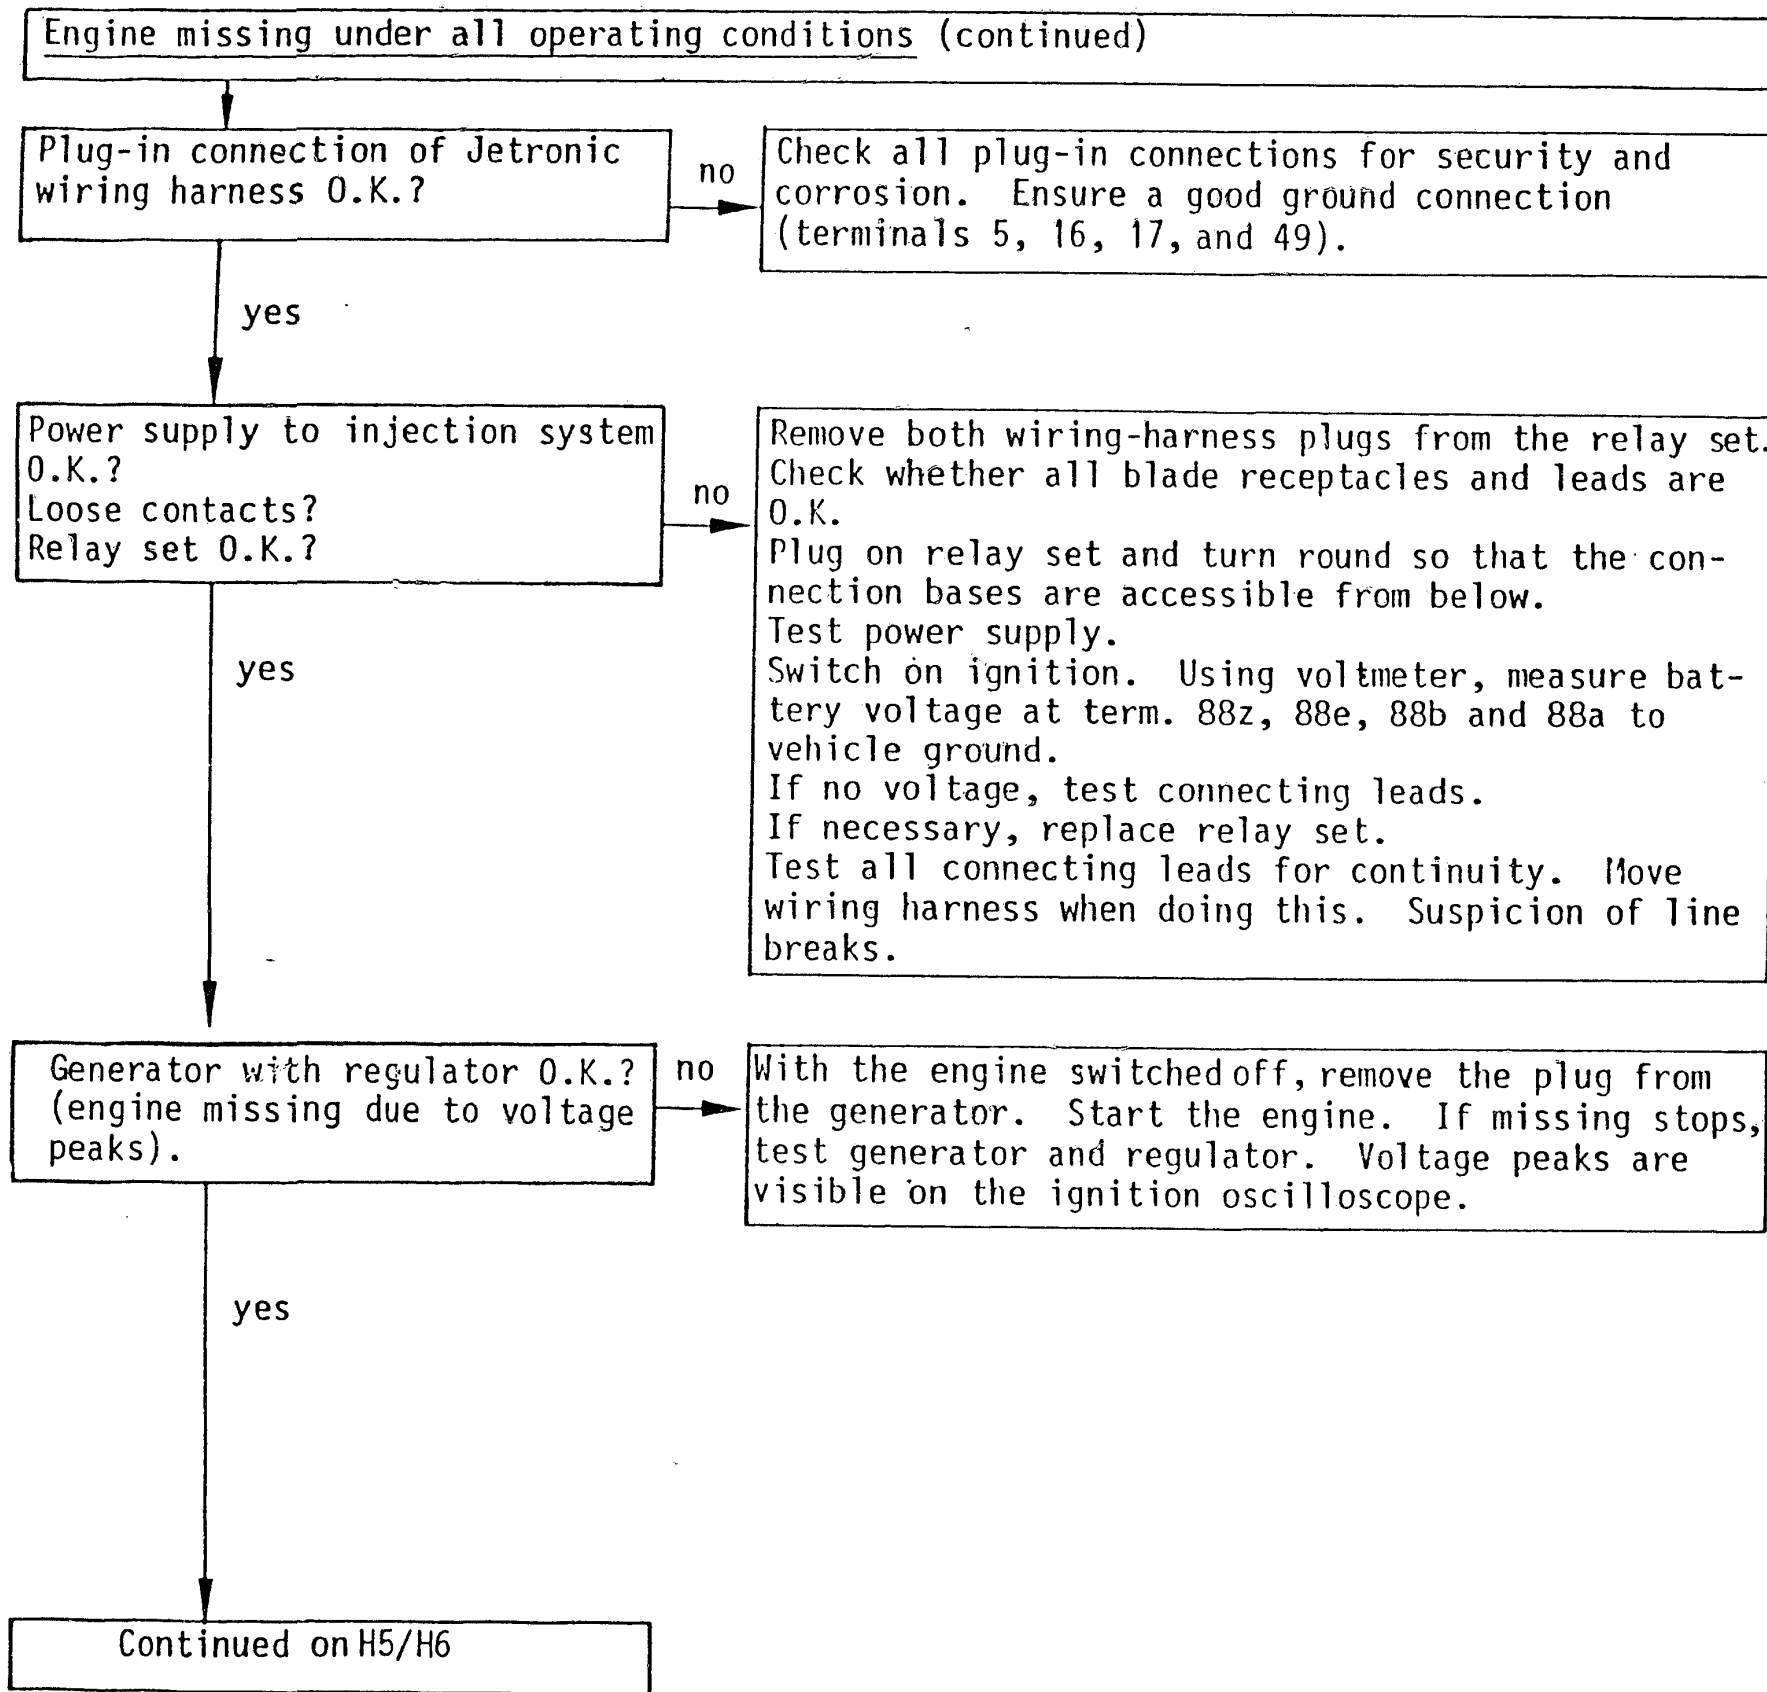 Engine missing under all operating conditions (continued)
Plug-in connection of Jetronic
wiring harness O.K.?
no
Check all plug-in connections for security and
corrosion. Ensure a good ground connection
(terminals 5, 16, 17, and 49).
yes
Power supply to injection system
O.K.?
Loose contacts?
Relay set O.K.?
no
Remove both wiring-harness plugs from the relay set.
Check whether all blade receptacles and leads are
O.K.
Plug on relay set and turn round so that the con-
nection bases are accessible from below.
Test power supply.
Switch on ignition. Using voltmeter, measure bat-
tery voltage at term. 88z, 88e, 88b and 88a to
vehicle ground.
If no voltage, test connecting leads.
If necessary, replace relay set.
Test all connecting leads for continuity. Move
wiring harness when doing this. Suspicion of line
breaks.
yes
Generator with regulator O.K.?
(engine missing due to voltage
peaks).
no
With the engine switched off, remove the plug from
the generator. Start the engine. If missing stops,
test generator and regulator. Voltage peaks are
visible on the ignition oscilloscope.
yes
Continued on H5/H6